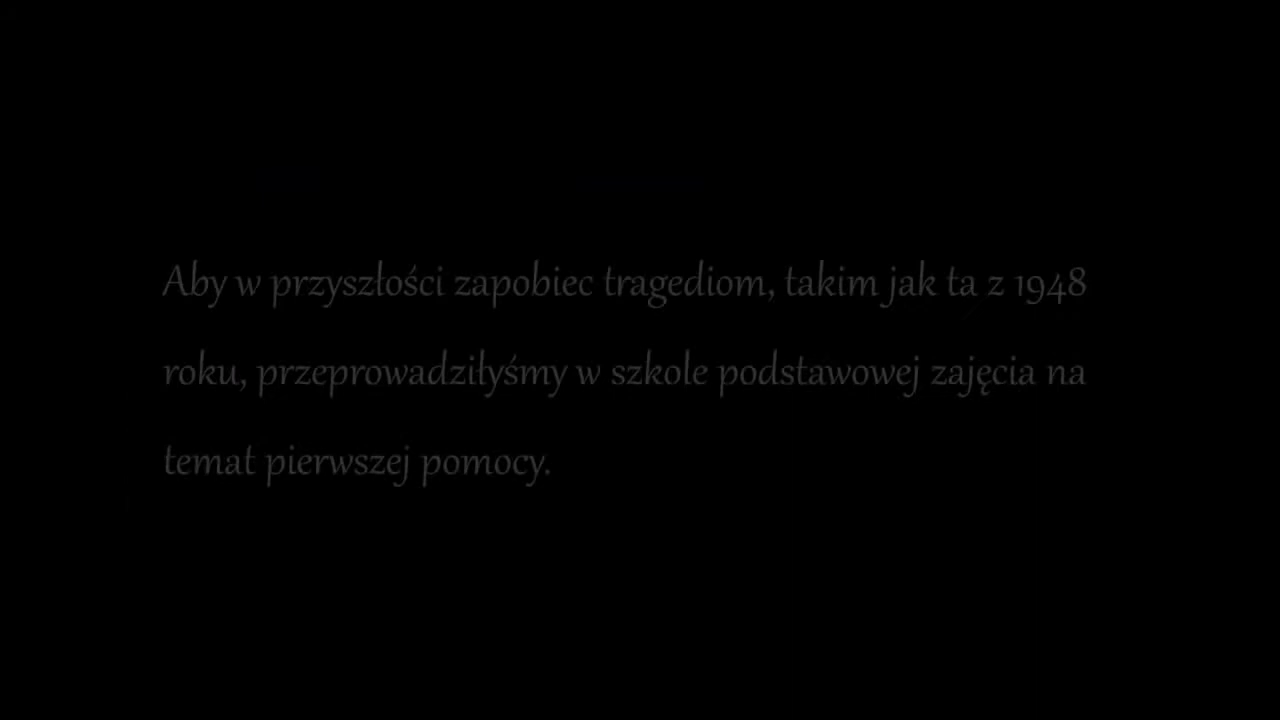 Aby w przyszłości zapobiec tragediom, takim jak ta z 1948
roku, przeprowadziłyśmy w szkole podstawowej zajęcia na
temat pierwszej pomocy.